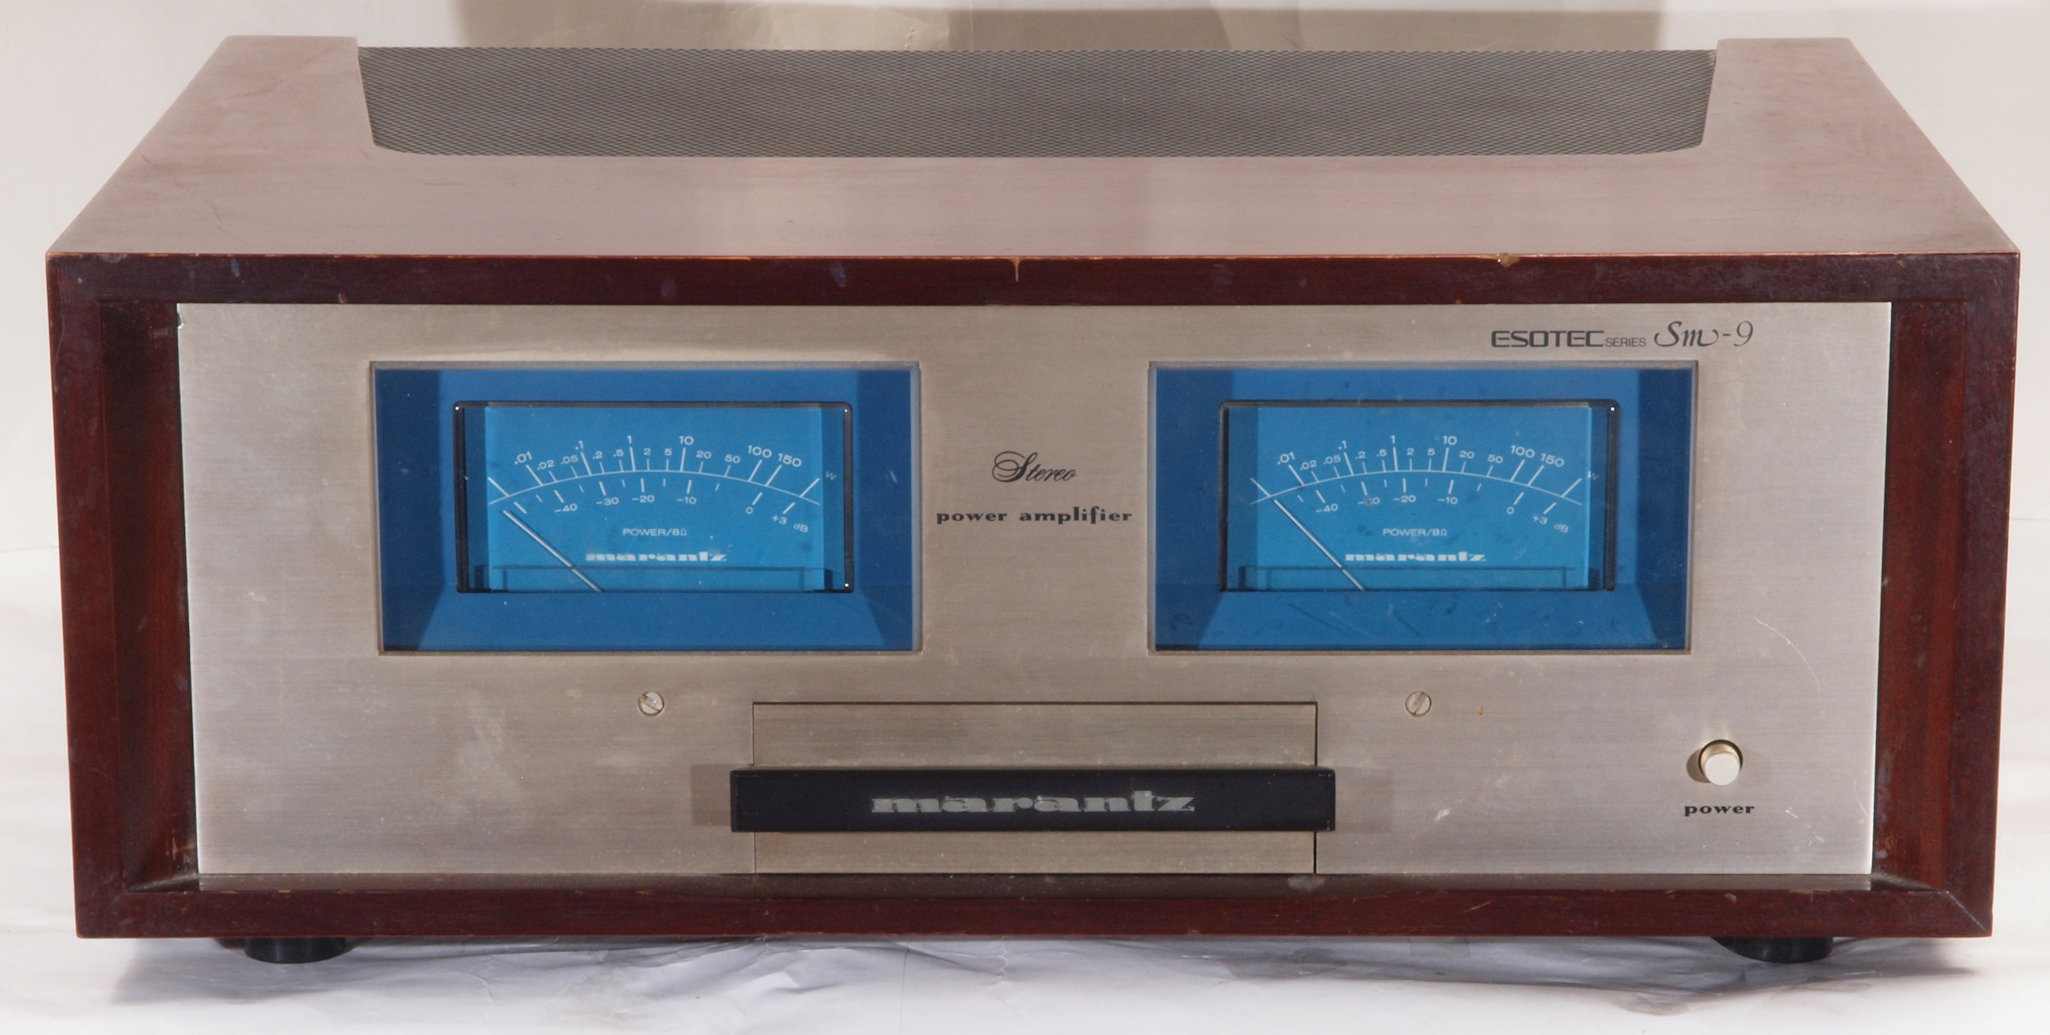 ESOTEC SERIES Sm-9
.01 .02 .05 .1 .2 .5 1 2 5 10 20 50 100 150 W
-40 -30 -20 -10 0 +3 dB
POWER/8Ω
marantz
Stereo
power amplifier
.01 .02 .05 .1 .2 .5 1 2 5 10 20 50 100 150 W
-40 -30 -20 -10 0 +3 dB
POWER/8Ω
marantz
marantz
power